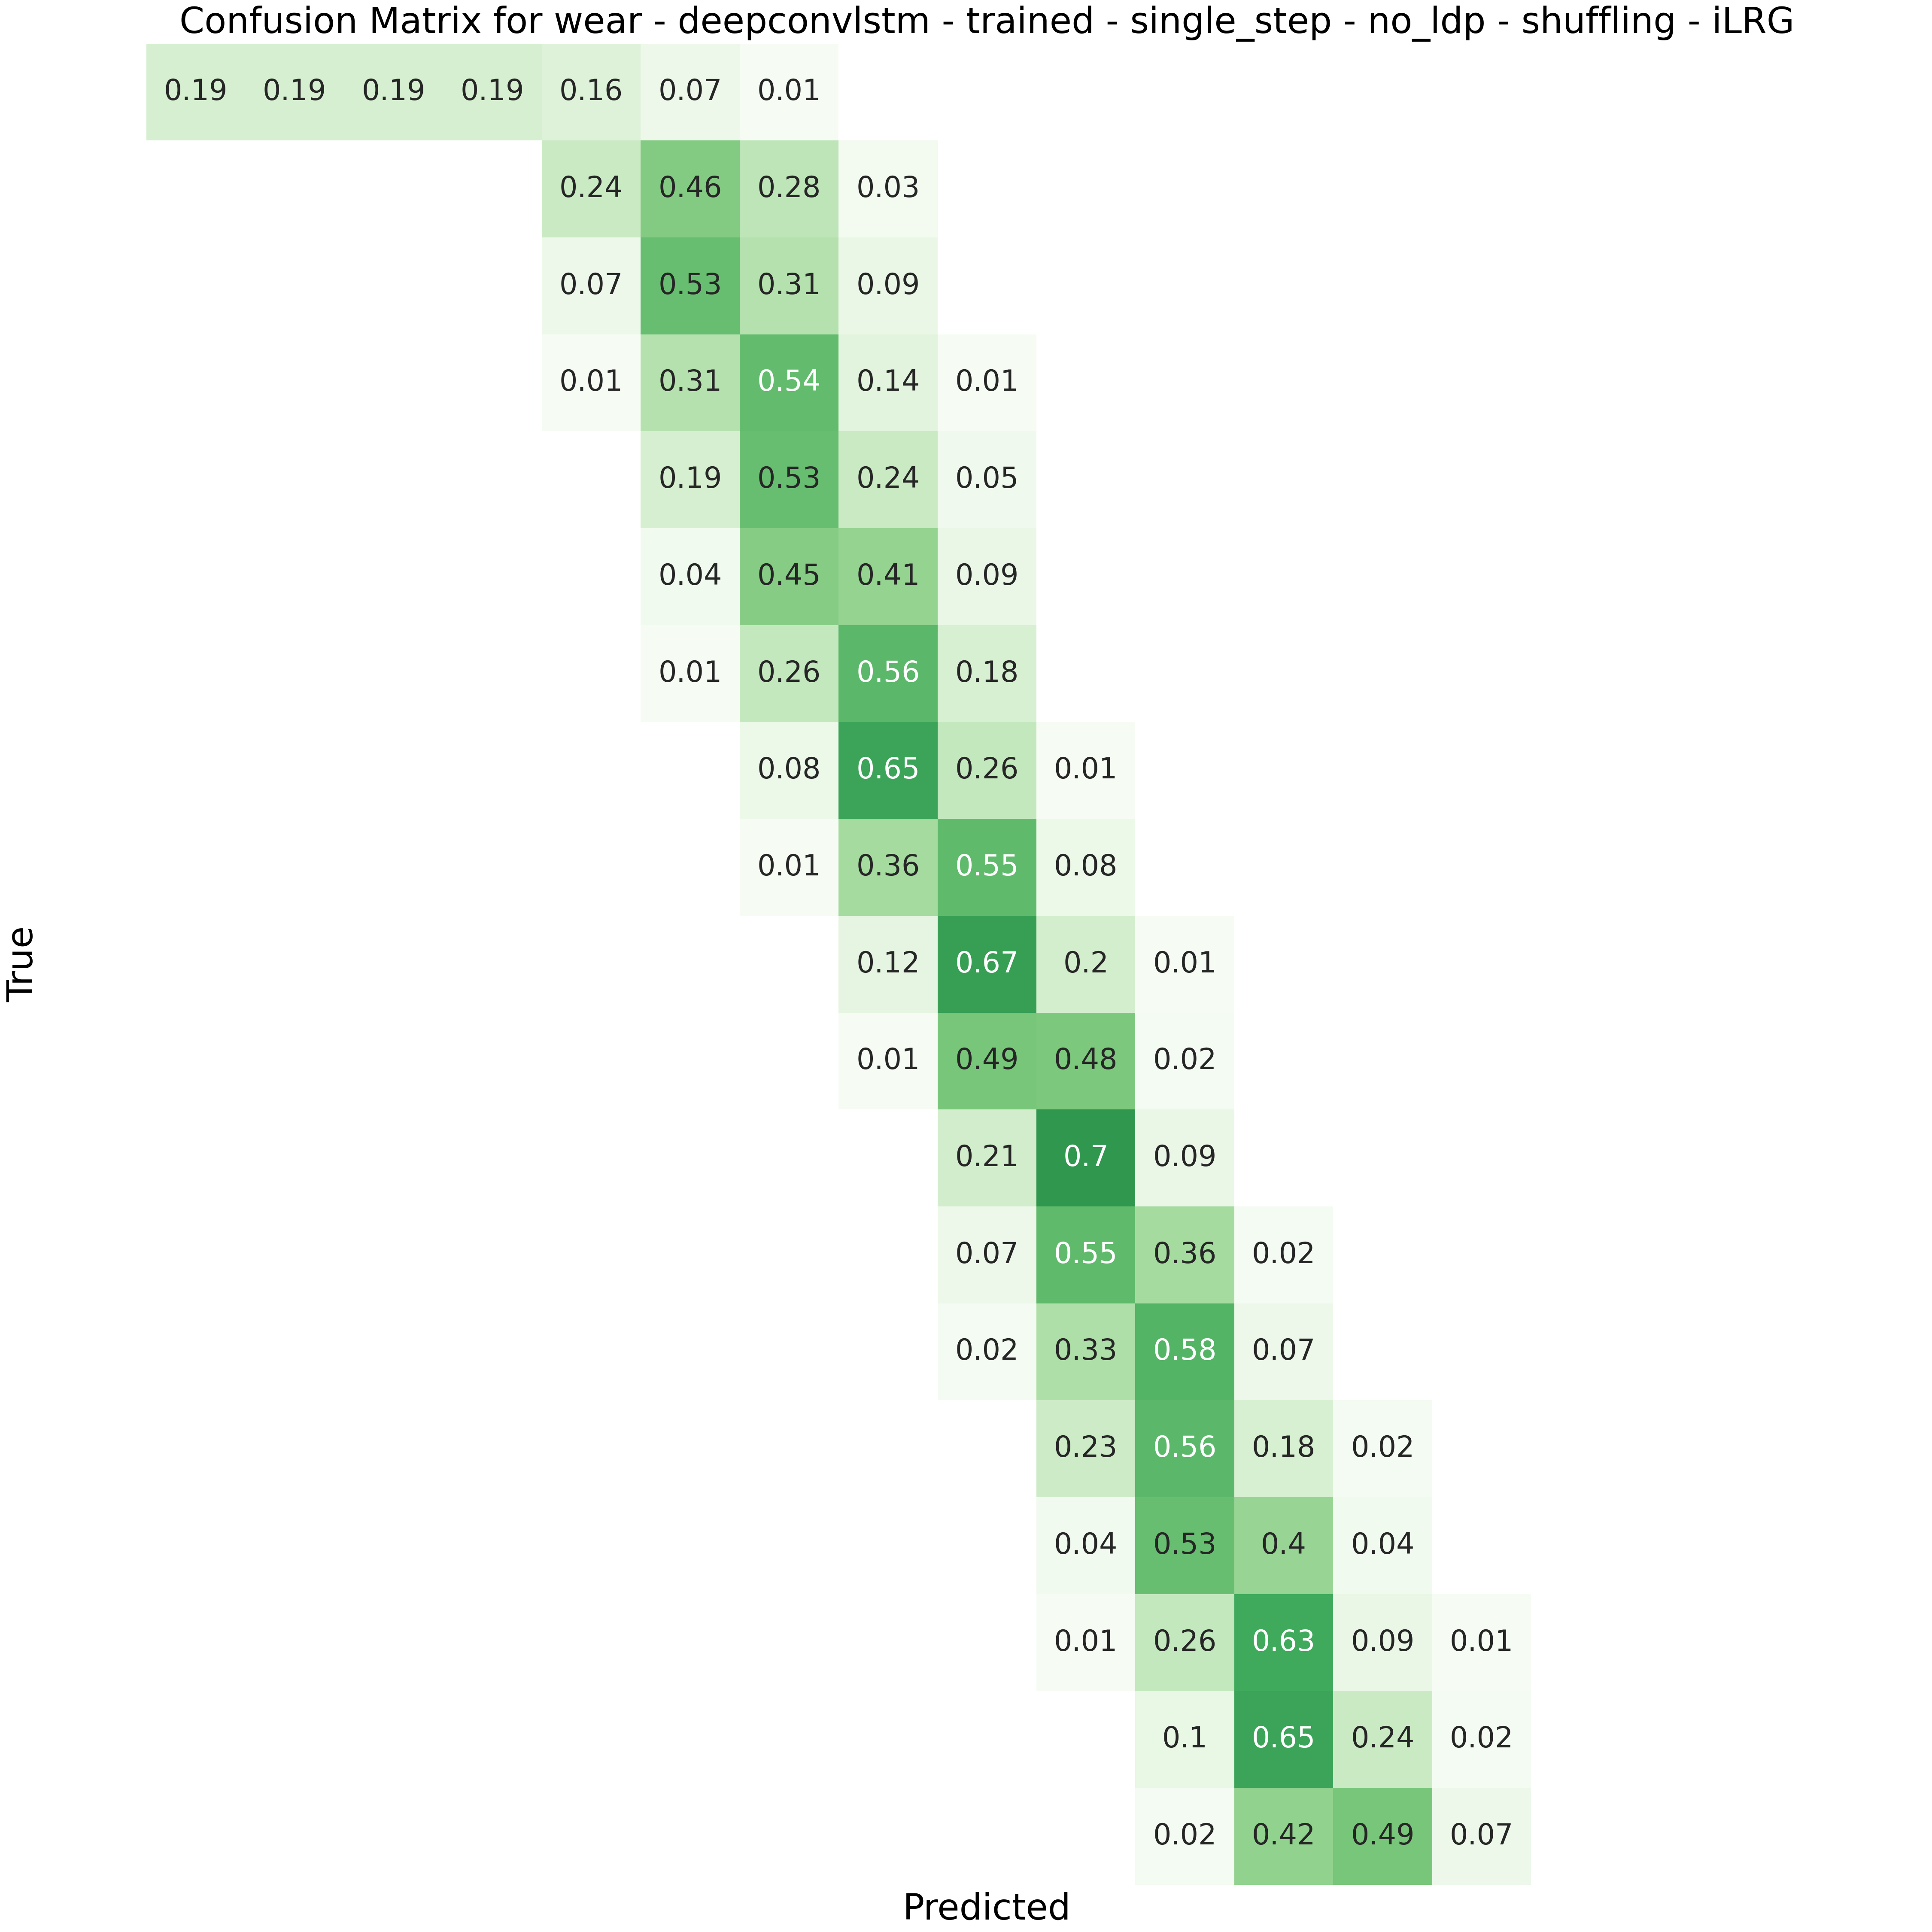 Confusion Matrix for wear - deepconvlstm - trained - single_step - no_ldp - shuffling - iLRG
0.19 0.19 0.19 0.19 0.16 0.07 0.01
0.24 0.46 0.28 0.03
0.07 0.53 0.31 0.09
0.01 0.31 0.54 0.14 0.01
0.19 0.53 0.24 0.05
0.04 0.45 0.41 0.09
0.01 0.26 0.56 0.18
0.08 0.65 0.26 0.01
0.01 0.36 0.55 0.08
True
0.12 0.67 0.2 0.01
0.01 0.49 0.48 0.02
0.21 0.7 0.09
0.07 0.55 0.36 0.02
0.02 0.33 0.58 0.07
0.23 0.56 0.18 0.02
0.04 0.53 0.4 0.04
0.01 0.26 0.63 0.09 0.01
0.1 0.65 0.24 0.02
0.02 0.42 0.49 0.07
Predicted